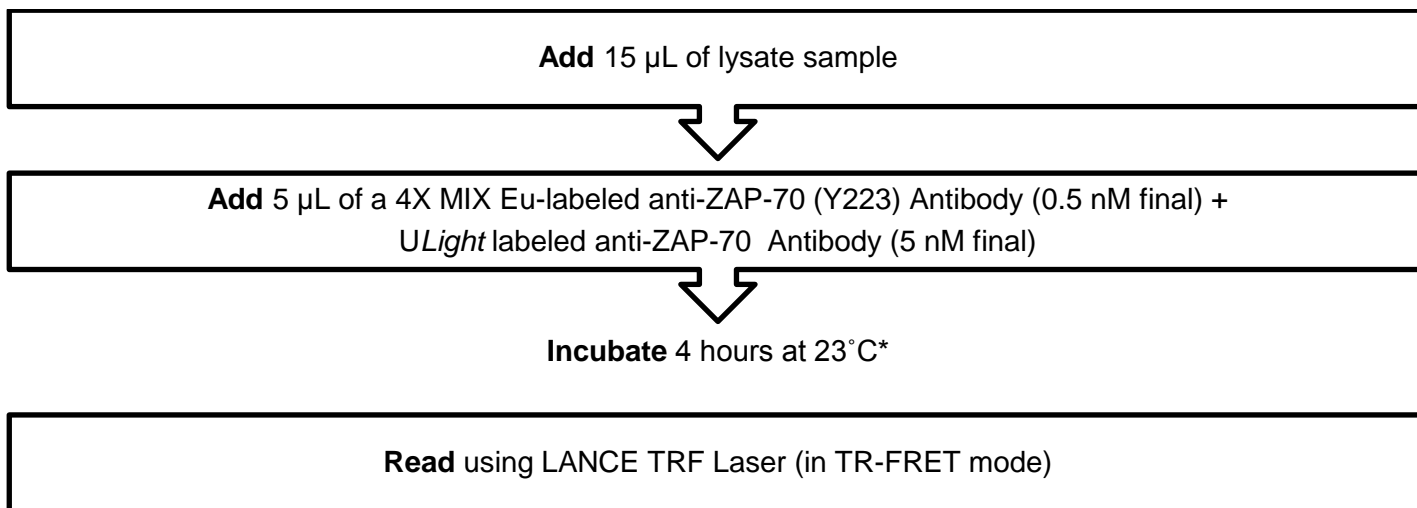 Add 15 µL of lysate sample
Add 5 µL of a 4X MIX Eu-labeled anti-ZAP-70 (Y223) Antibody (0.5 nM final) +
ULight labeled anti-ZAP-70 Antibody (5 nM final)
Incubate 4 hours at 23˚C*
Read using LANCE TRF Laser (in TR-FRET mode)